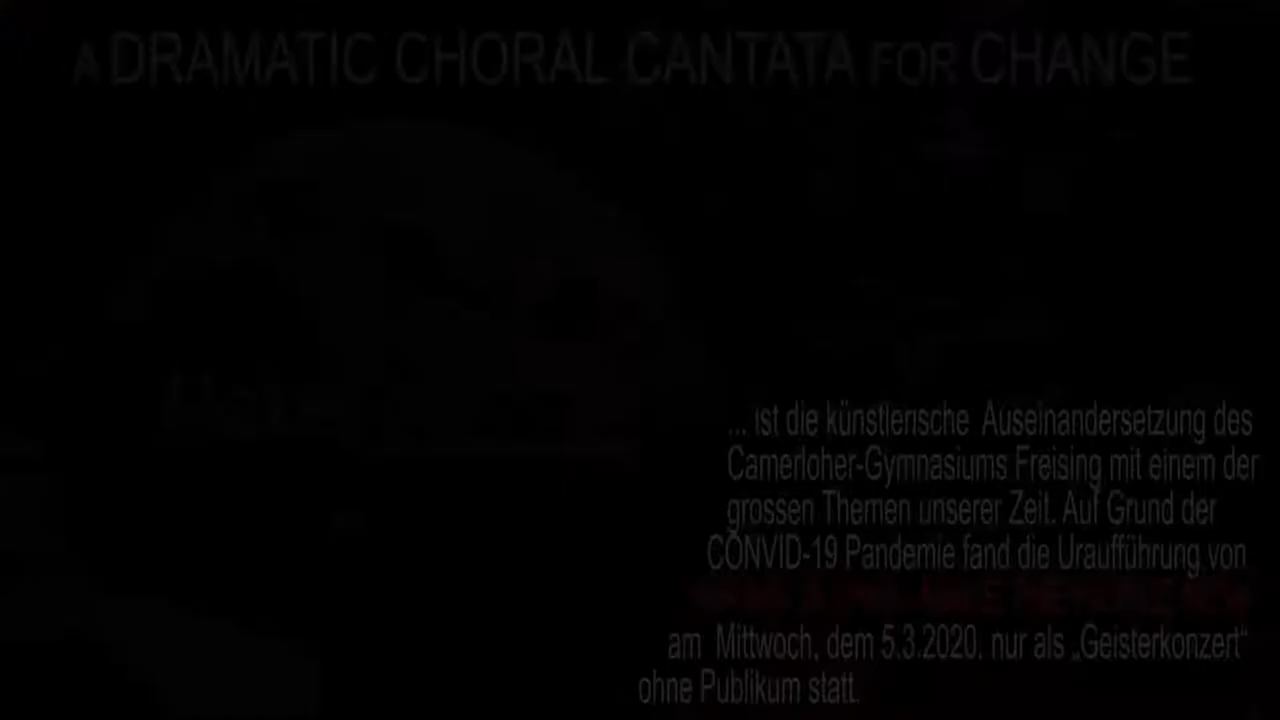 A DRAMATIC CHORAL CANTATA FOR CHANGE
... ist die künstlerische Auseinandersetzung des
Camerloher-Gymnasiums Freising mit einem der
grossen Themen unserer Zeit. Auf Grund der
CONVID-19 Pandemie fand die Uraufführung von
am Mittwoch, dem 5.3.2020, nur als „Geisterkonzert“
ohne Publikum statt.